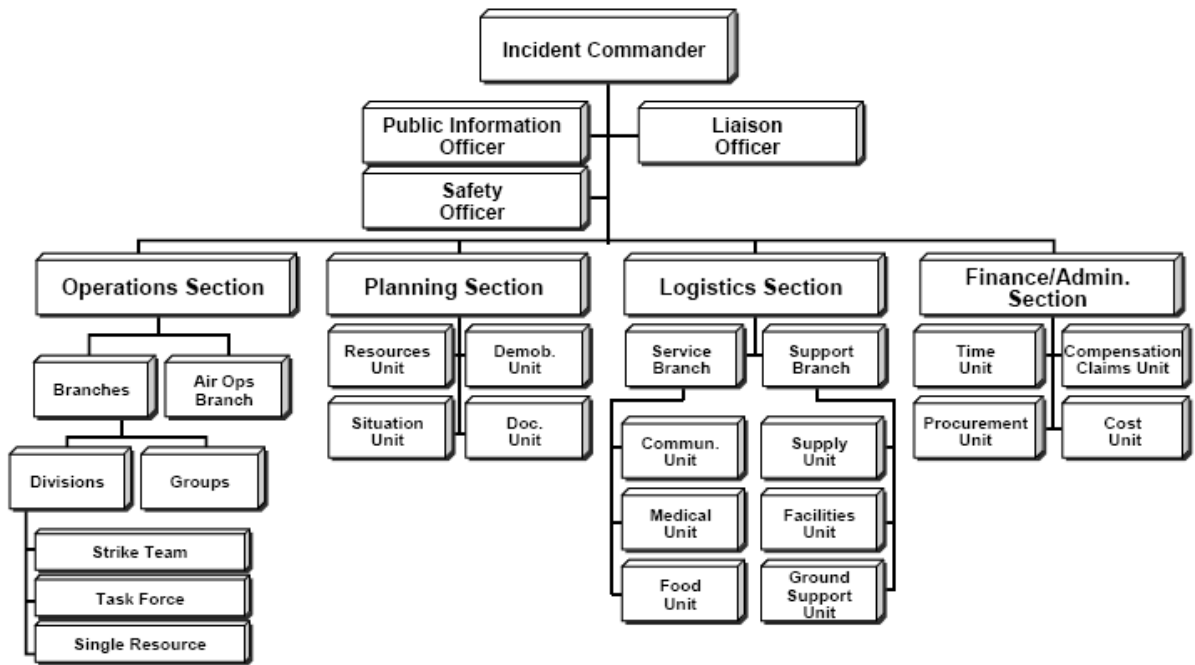 Incident Commander
Public Information
Officer
Liaison
Officer
Safety
Officer
Operations Section
Planning Section
Logistics Section
Finance/Admin.
Section
Branches
Air Ops
Branch
Divisions
Groups
Strike Team
Task Force
Single Resource
Resources
Unit
Demob.
Unit
Situation
Unit
Doc.
Unit
Service
Branch
Support
Branch
Commun.
Unit
Supply
Unit
Medical
Unit
Facilities
Unit
Food
Unit
Ground
Support
Unit
Time
Unit
Compensation
Claims Unit
Procurement
Unit
Cost
Unit